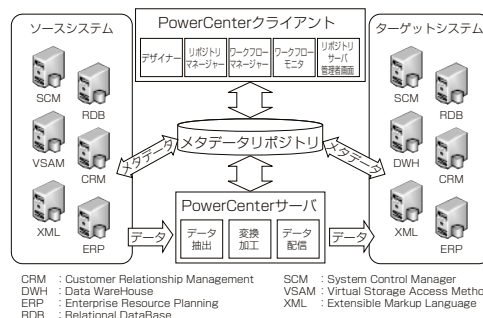 ソースシステム
PowerCenterクライアント
ターゲットシステム
デザイナー
リポジトリ
マネージャー
ワークフロー
マネージャー
ワークフロー
モニタ
リポジトリ
サーバ
管理者画面
SCM
RDB
VSAM
CRM
XML
ERP
SCM
RDB
DWH
CRM
XML
ERP
メタデータリポジトリ
メタデータ
メタデータ
PowerCenterサーバ
データ
データ
抽出
変換
加工
データ
配信
データ
CRM : Customer Relationship Management
DWH : Data WareHouse
ERP : Enterprise Resource Planning
RDB : Relational DataBase
SCM : System Control Manager
VSAM : Virtual Storage Access Metho
XML : Extensible Markup Language